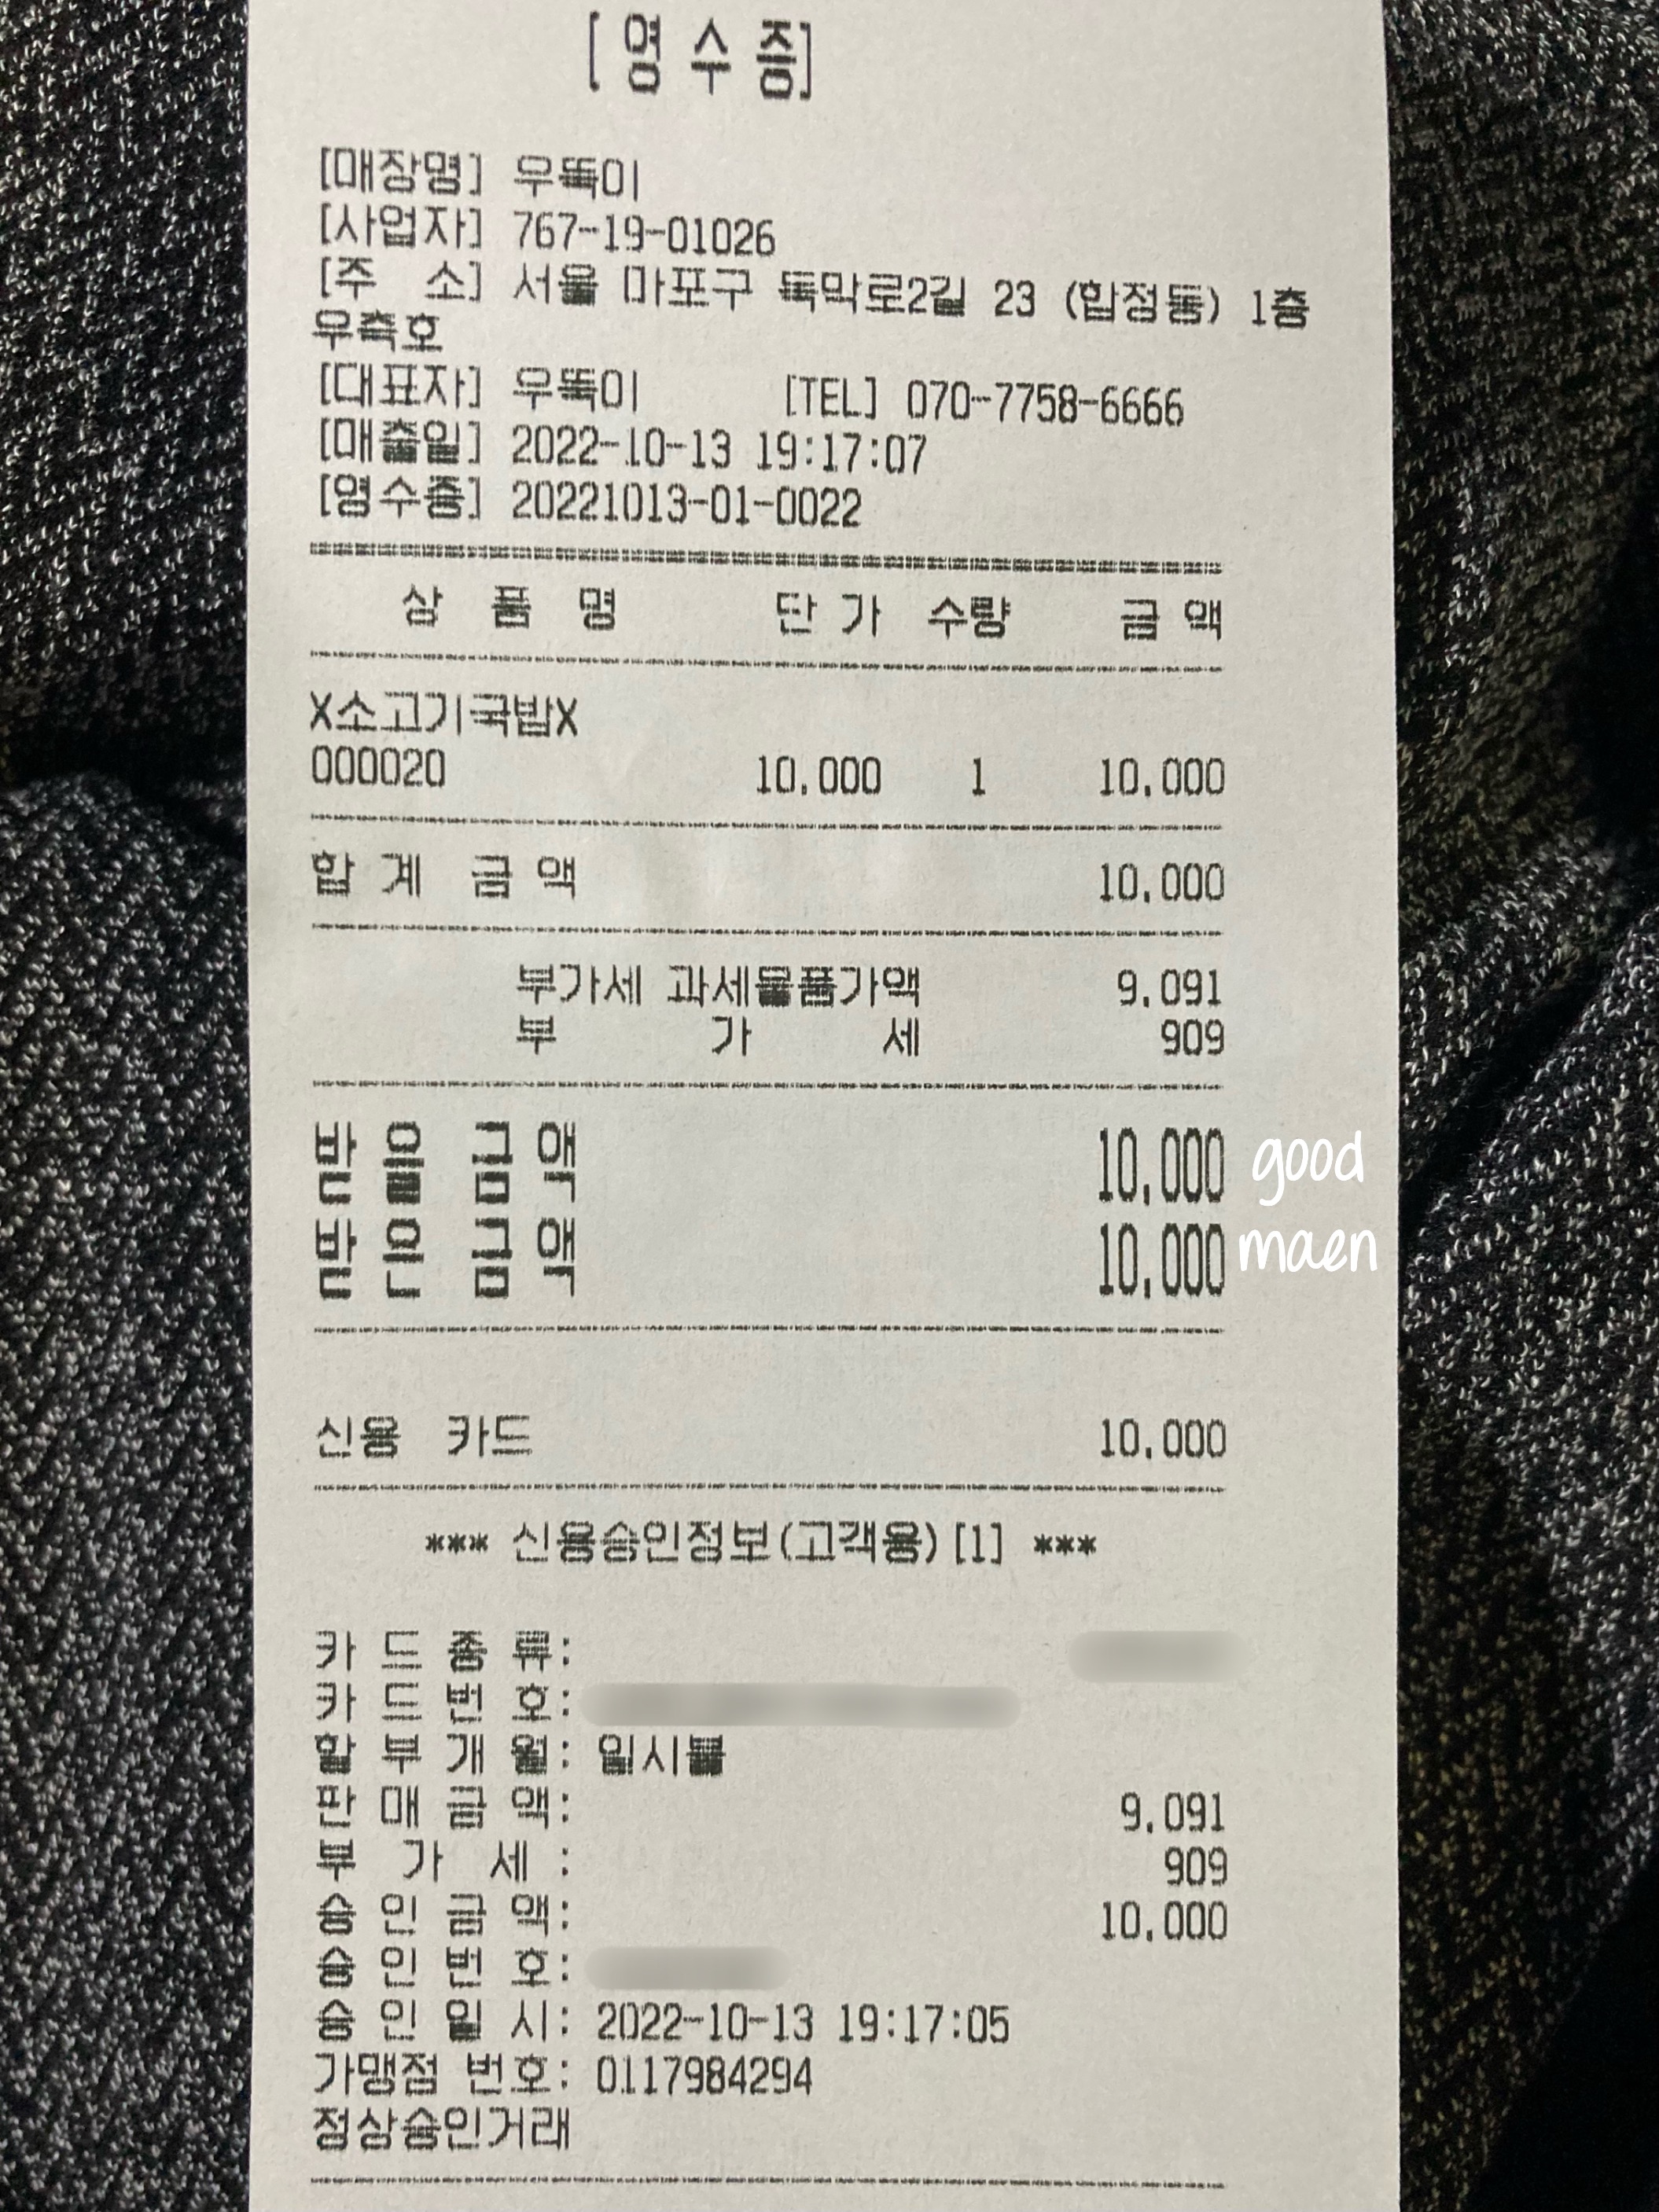 [ 영 수 증]
[매장명] 우뚝이
[사업자] 767-19-01026
[주 소] 서울 마포구 독막로2길 23 (합정동) 1층
우측호
[대표자] 우뚝이 [TEL] 070-7758-6666
[매출일] 2022-10-13 19:17:07
[영수증] 20221013-01-0022
상 품 명 단 가 수량 금 액
X소고기국밥X
000020 10,000 1 10,000
합 계 금 액 10,000
부가세 과세물품가액 9,091
부 가 세 909
받 을 금 액 10,000 good
받 은 금 액 10,000 maen
신용 카드 10,000
*** 신용승인정보(고객용)[1] ***
카 드 종 류:
카 드 번 호:
할 부 개 월: 일시불
판 매 금 액: 9,091
부 가 세 : 909
승 인 금 액: 10,000
승 인 번 호:
승 인 일 시: 2022-10-13 19:17:05
가맹점 번호: 0117984294
정상승인거래